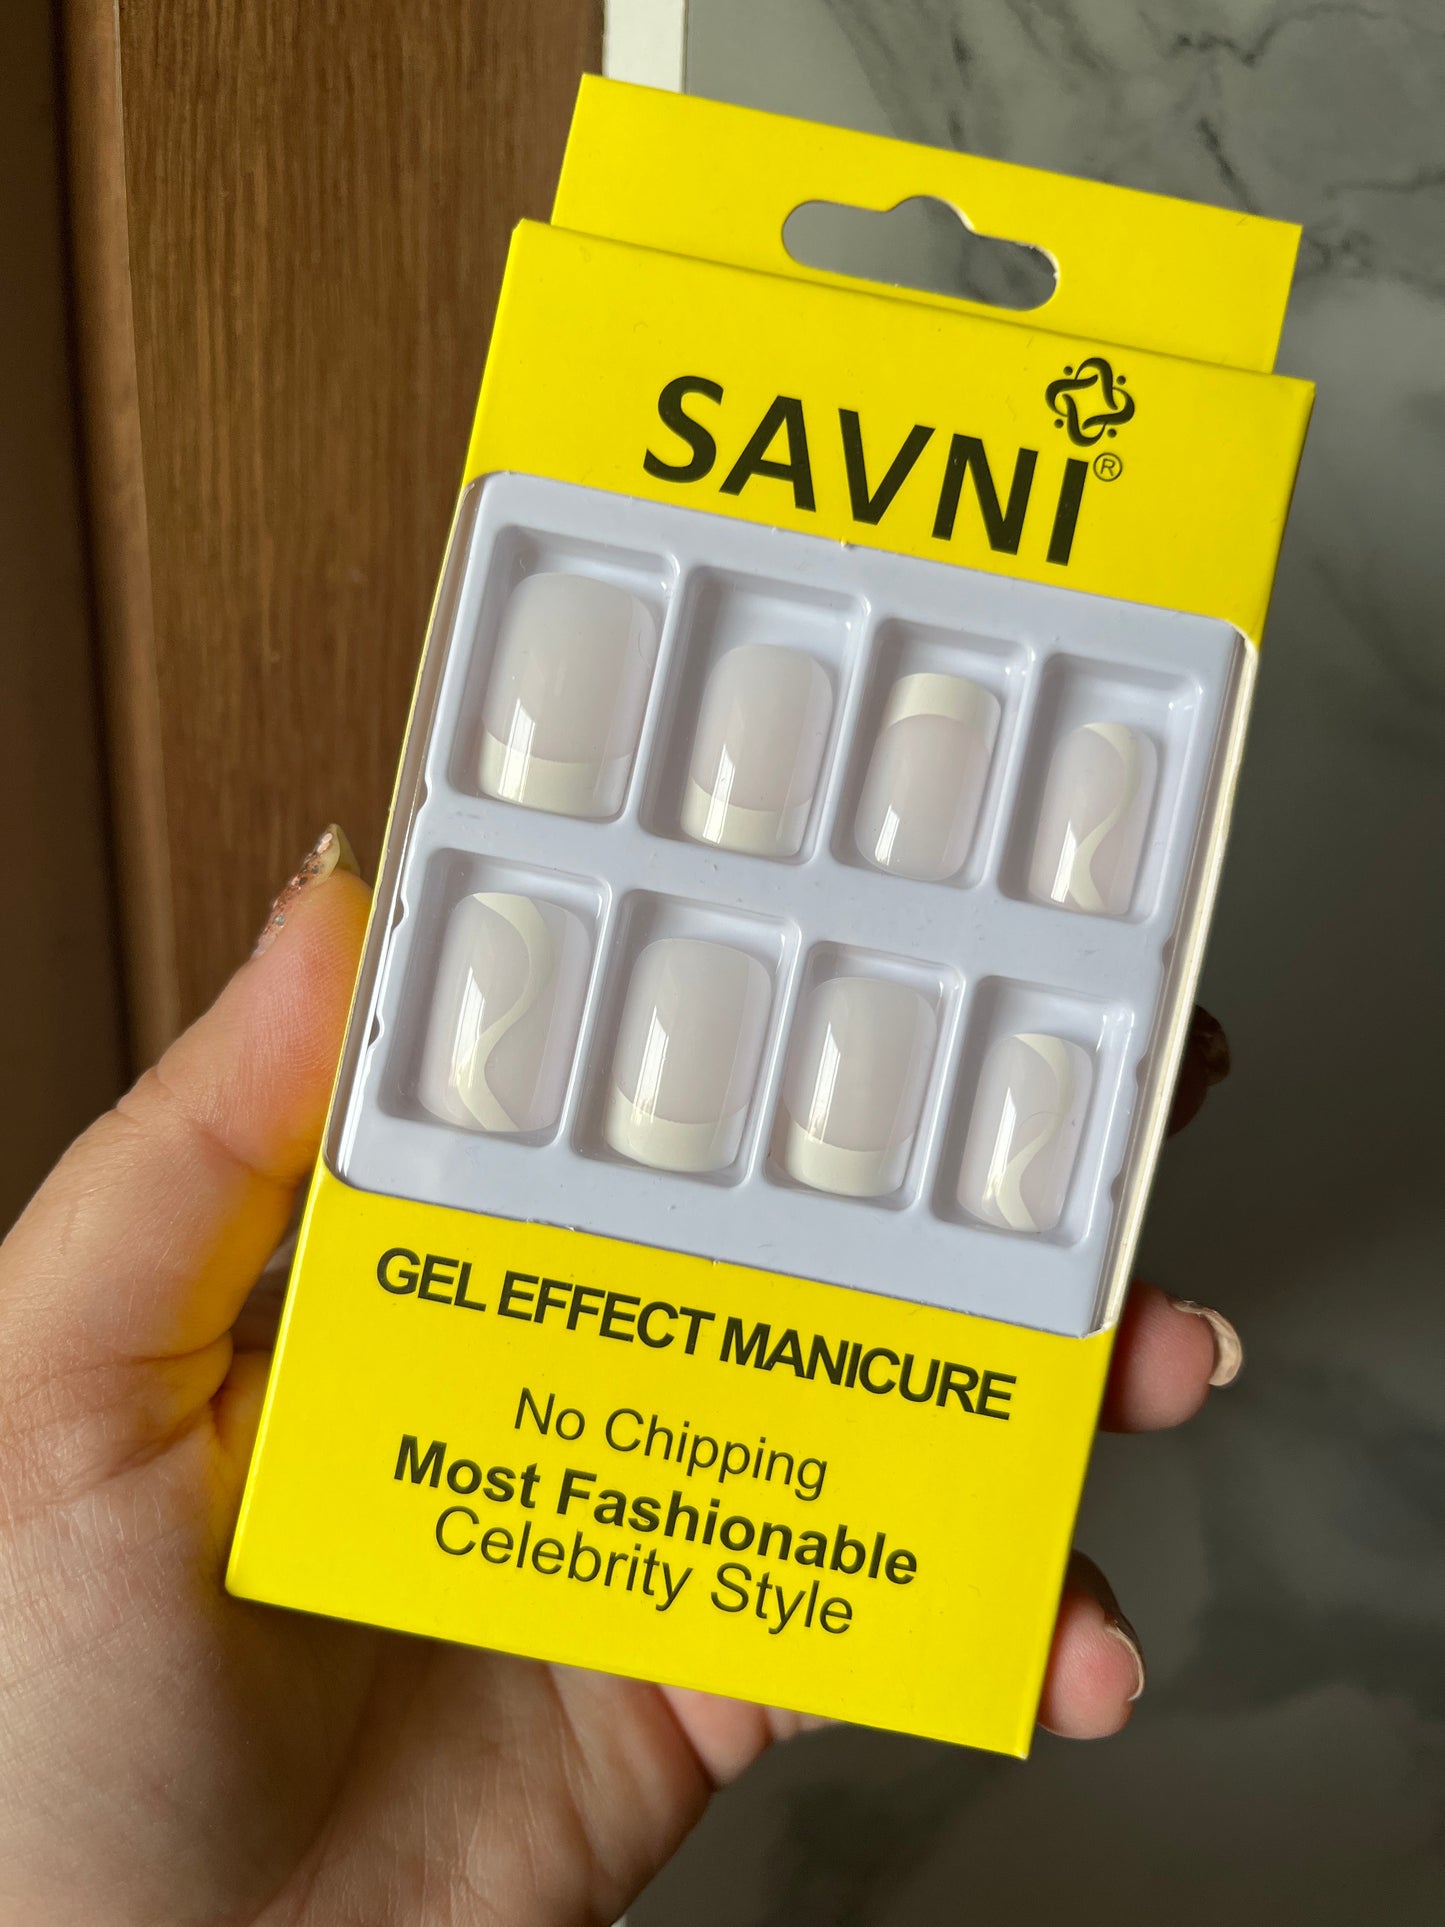 SAVNI®
GEL EFFECT MANICURE
No Chipping
Most Fashionable
Celebrity Style